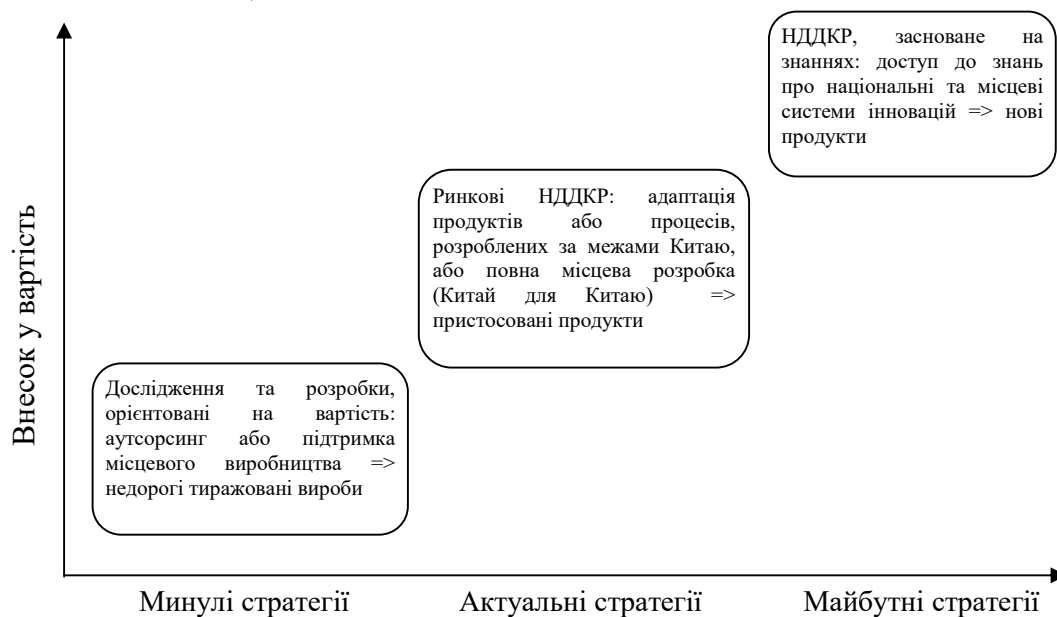 НДДКР, засноване на
знаннях: доступ до знань
про національні та місцеві
системи інновацій => нові
продукти
Ринкові НДДКР: адаптація
продуктів або процесів,
розроблених за межами Китаю,
або повна місцева розробка
(Китай для Китаю) =>
пристосовані продукти
Дослідження та розробки,
орієнтовані на вартість:
аутсорсинг або підтримка
місцевого виробництва =>
недорогі тиражовані вироби
Внесок у вартість
Минулі стратегії
Актуальні стратегії
Майбутні стратегії